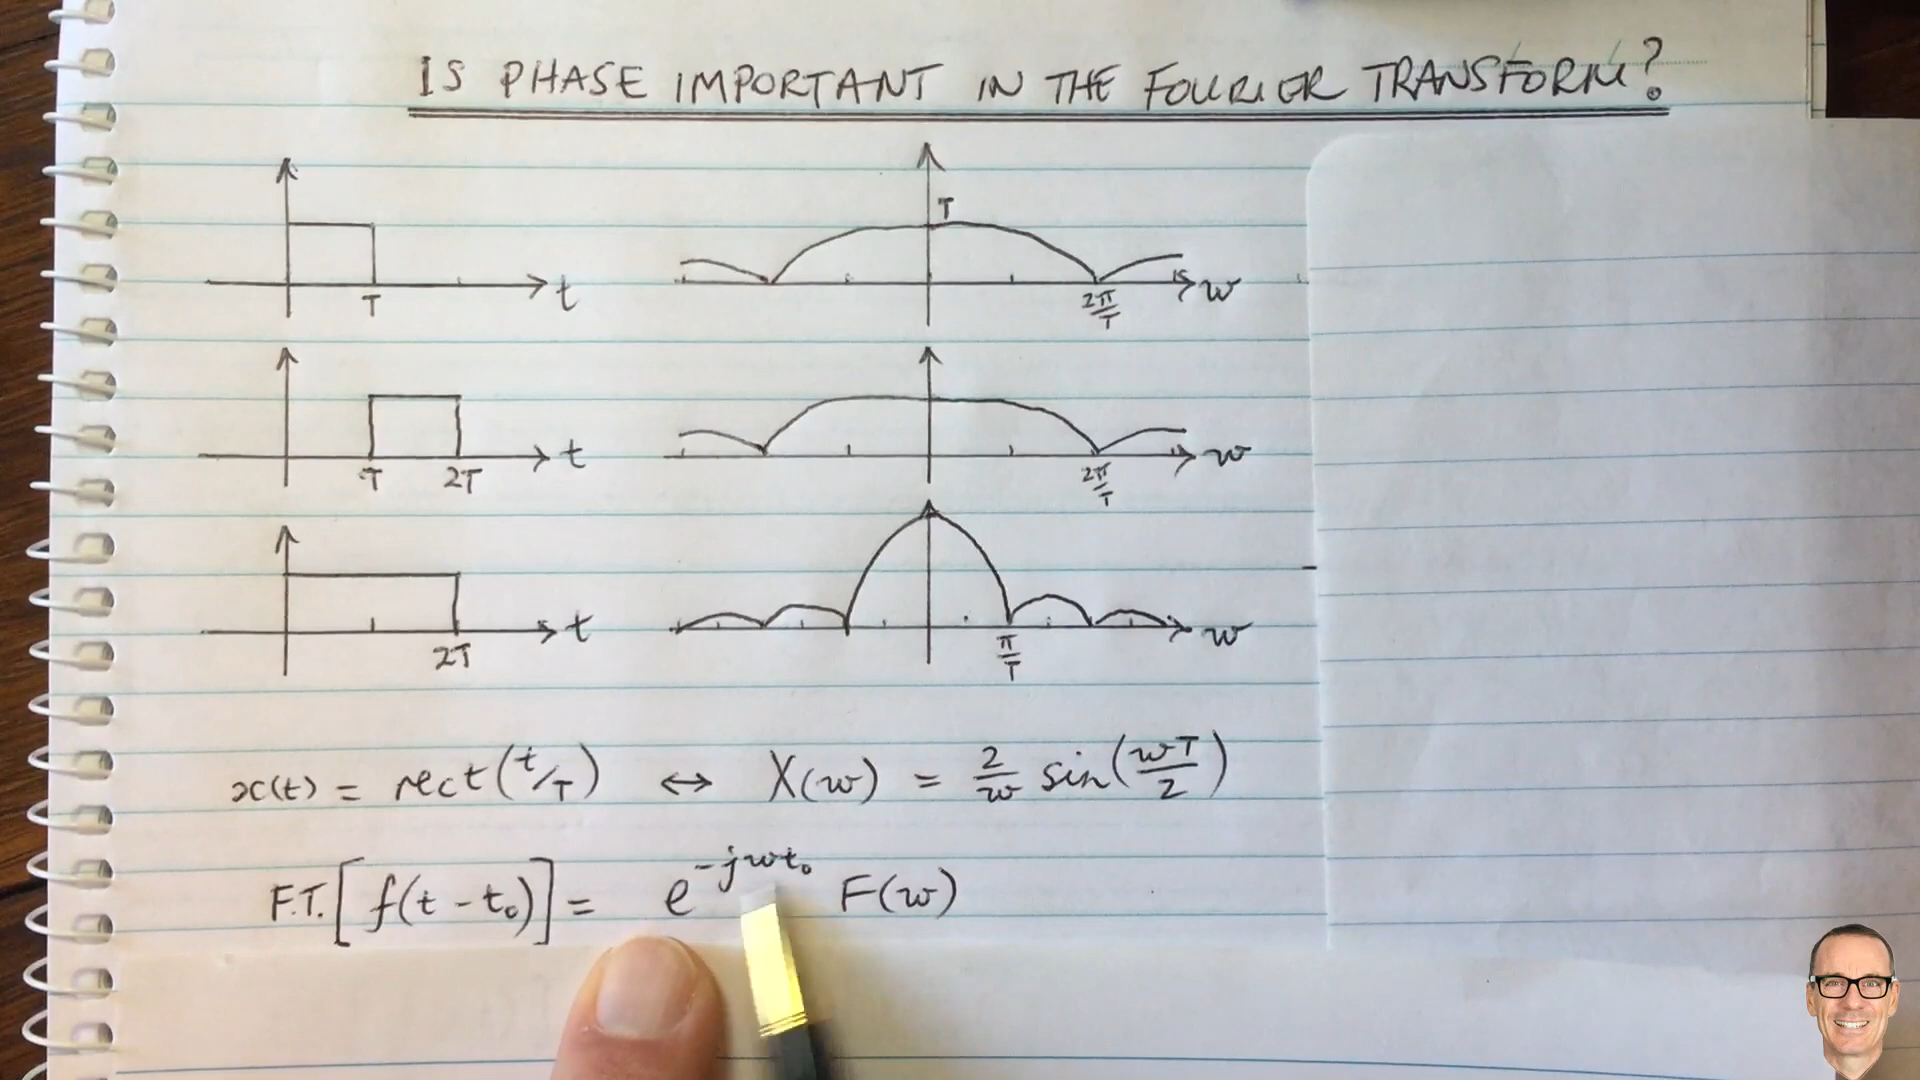 IS PHASE IMPORTANT IN THE FOURIER TRANSFORM?
T
t
T
2π/T
w
T
2T
t
2π/T
w
2T
t
π/T
w
x(t) = rect(t/T) ↔ X(w) = 2/w sin(wT/2)
F.T.[f(t - t₀)] = e^(-jwt₀) F(w)